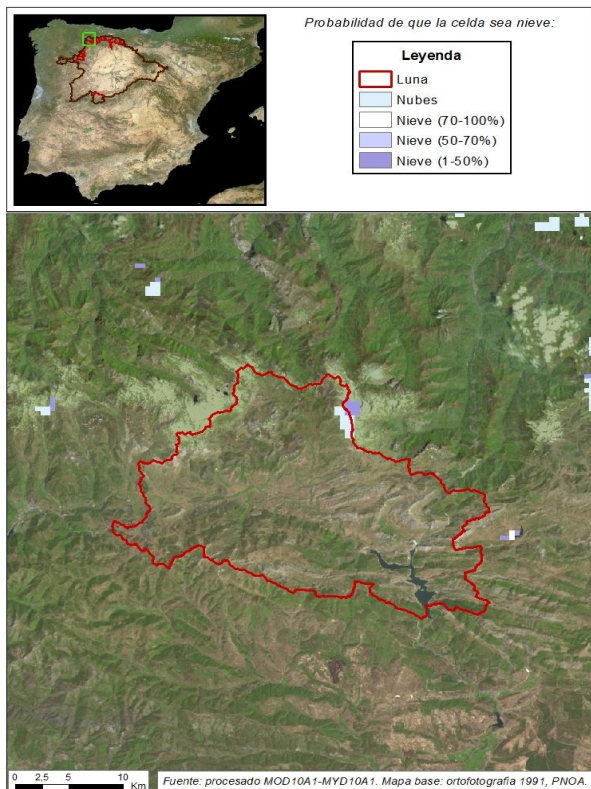 Probabilidad de que la celda sea nieve:
Leyenda
Luna
Nubes
Nieve (70-100%)
Nieve (50-70%)
Nieve (1-50%)
0 2,5 5 10
Km
Fuente: procesado MOD10A1-MYD10A1. Mapa base: ortofotografia 1991, PNOA.